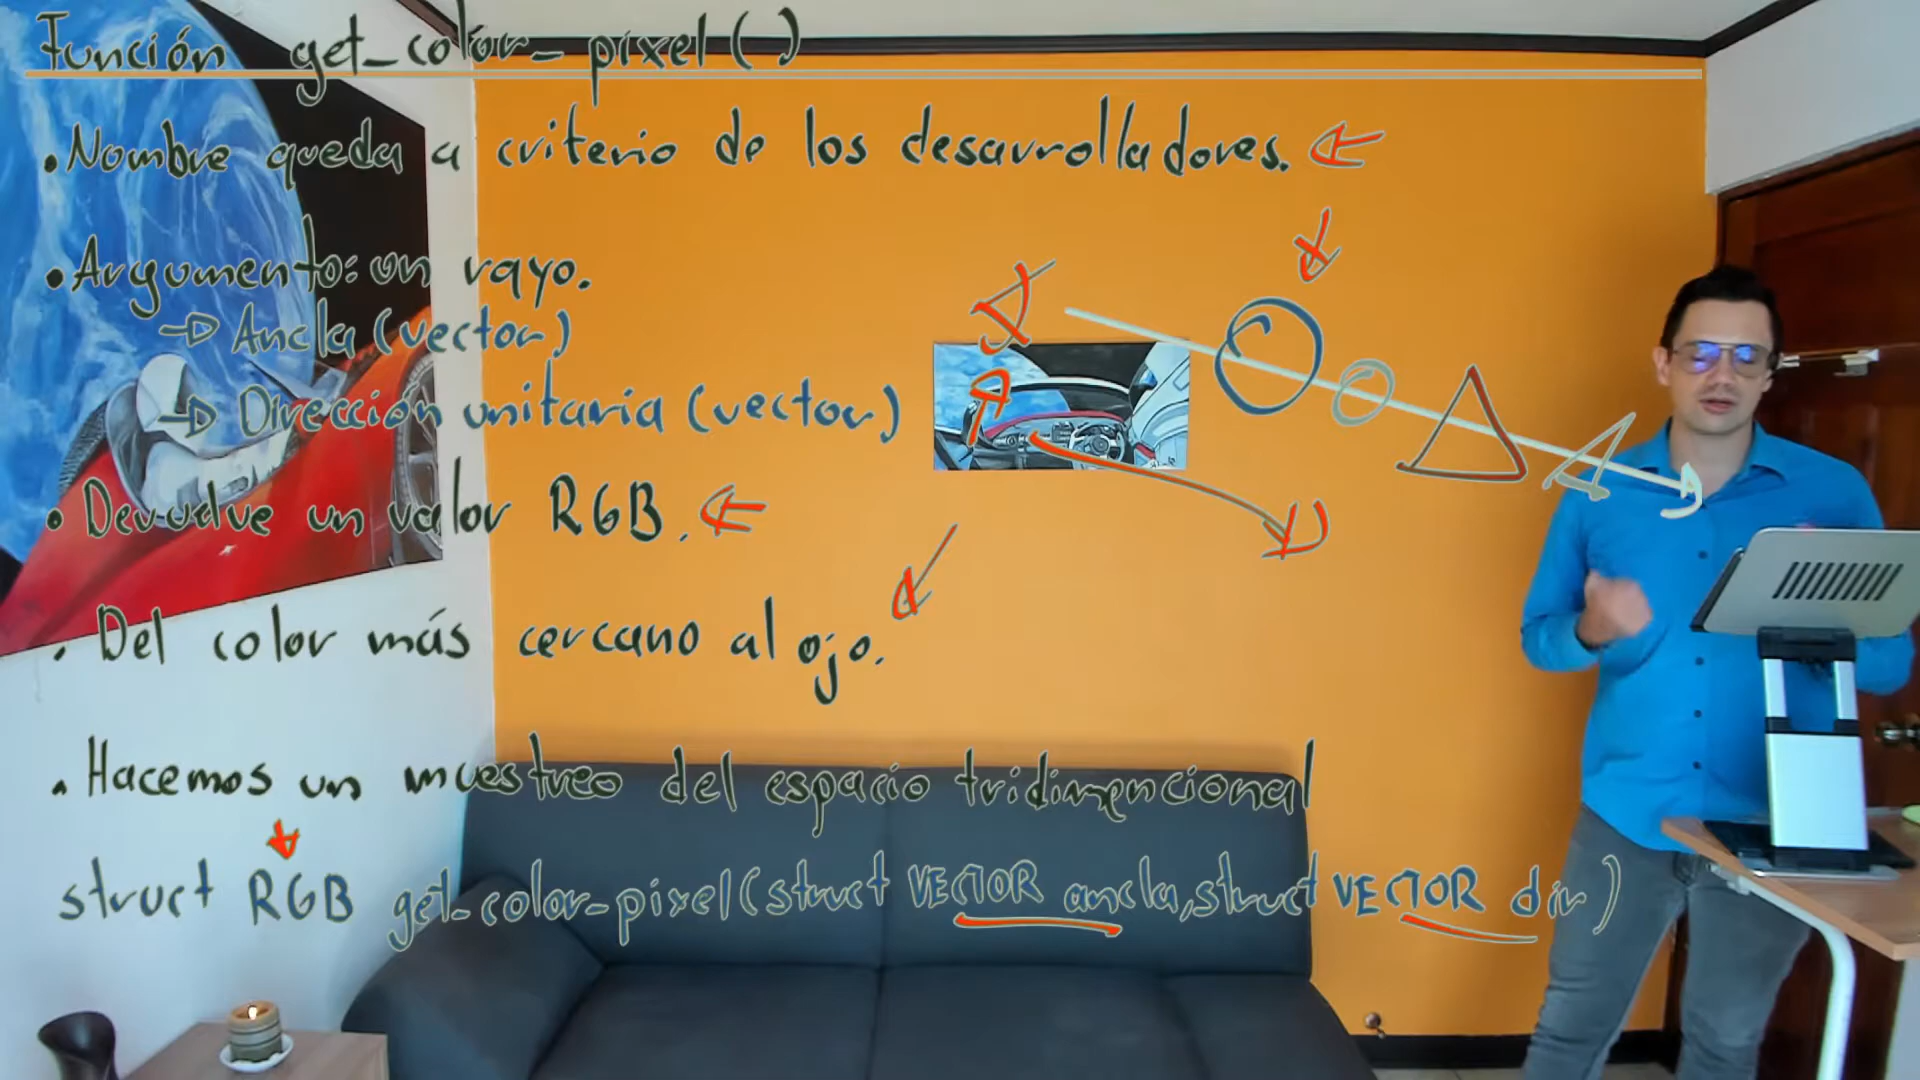 Función get_color_pixel()
• Nombre queda a criterio de los desarrolladores.
• Argumento: un rayo.
→ Ancla (vector)
→ Dirección unitaria (vector)
• Devuelve un valor RGB.
• Del color más cercano al ojo.
• Hacemos un muestreo del espacio tridimencional
struct RGB get_color_pixel(struct VECTOR ancla, struct VECTOR dir)